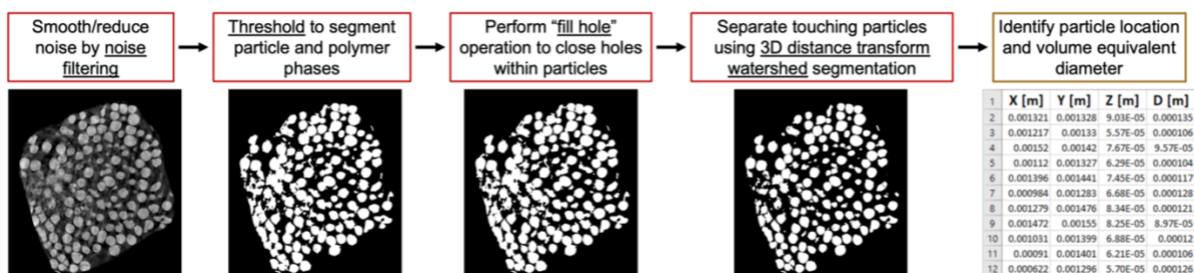 Smooth/reduce
noise by noise
filtering
Threshold to segment
particle and polymer
phases
Perform “fill hole”
operation to close holes
within particles
Separate touching particles
using 3D distance transform
watershed segmentation
Identify particle location
and volume equivalent
diameter
1 X [m] Y [m] Z [m] D [m]
2 0.001321 0.001328 9.03E-05 0.000135
3 0.001217 0.00133 5.57E-05 0.000106
4 0.00152 0.00142 7.67E-05 9.57E-05
5 0.00112 0.001327 6.29E-05 0.000104
6 0.001396 0.001441 7.45E-05 0.000117
7 0.000984 0.001283 6.68E-05 0.000128
8 0.001279 0.001476 8.34E-05 0.000121
9 0.001472 0.00155 8.25E-05 8.97E-05
10 0.001031 0.001399 6.88E-05 0.00012
11 0.00091 0.001401 6.21E-05 0.000106
12 0.000622 0.001296 5.70E-05 0.000126